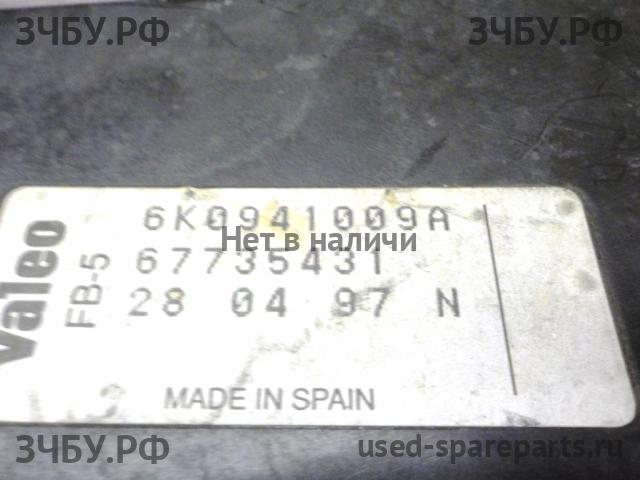 ЗЧБУ.РФ ЗЧБУ.РФ
6K0941009A
Нет в наличии
67735431
28 04 97 N
Valeo
FB-5
MADE IN SPAIN
ЗЧБУ.РФ used-spareparts.ru